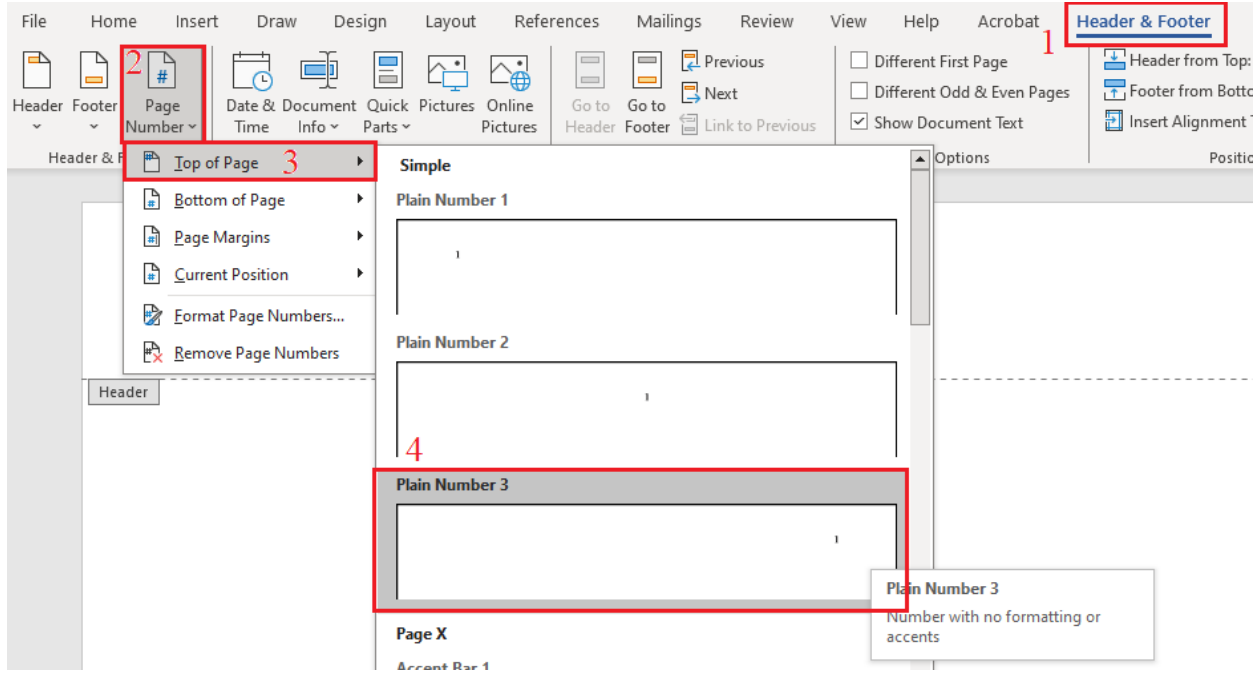 File Home Insert Draw Design Layout References Mailings Review View Help Acrobat Header & Footer
1
2
Header
Footer
Page Number
Date & Time
Document Info
Quick Parts
Pictures
Online Pictures
Go to Header
Go to Footer
Previous
Next
Link to Previous
Different First Page
Different Odd & Even Pages
Show Document Text
Header from Top:
Footer from Botto
Insert Alignment T
Header & F
Options
Positio
Top of Page 3
Bottom of Page
Page Margins
Current Position
Format Page Numbers...
Remove Page Numbers
Header
Simple
Plain Number 1
1
Plain Number 2
1
4
Plain Number 3
1
Plain Number 3
Number with no formatting or
accents
Page X
Accent Bar 1